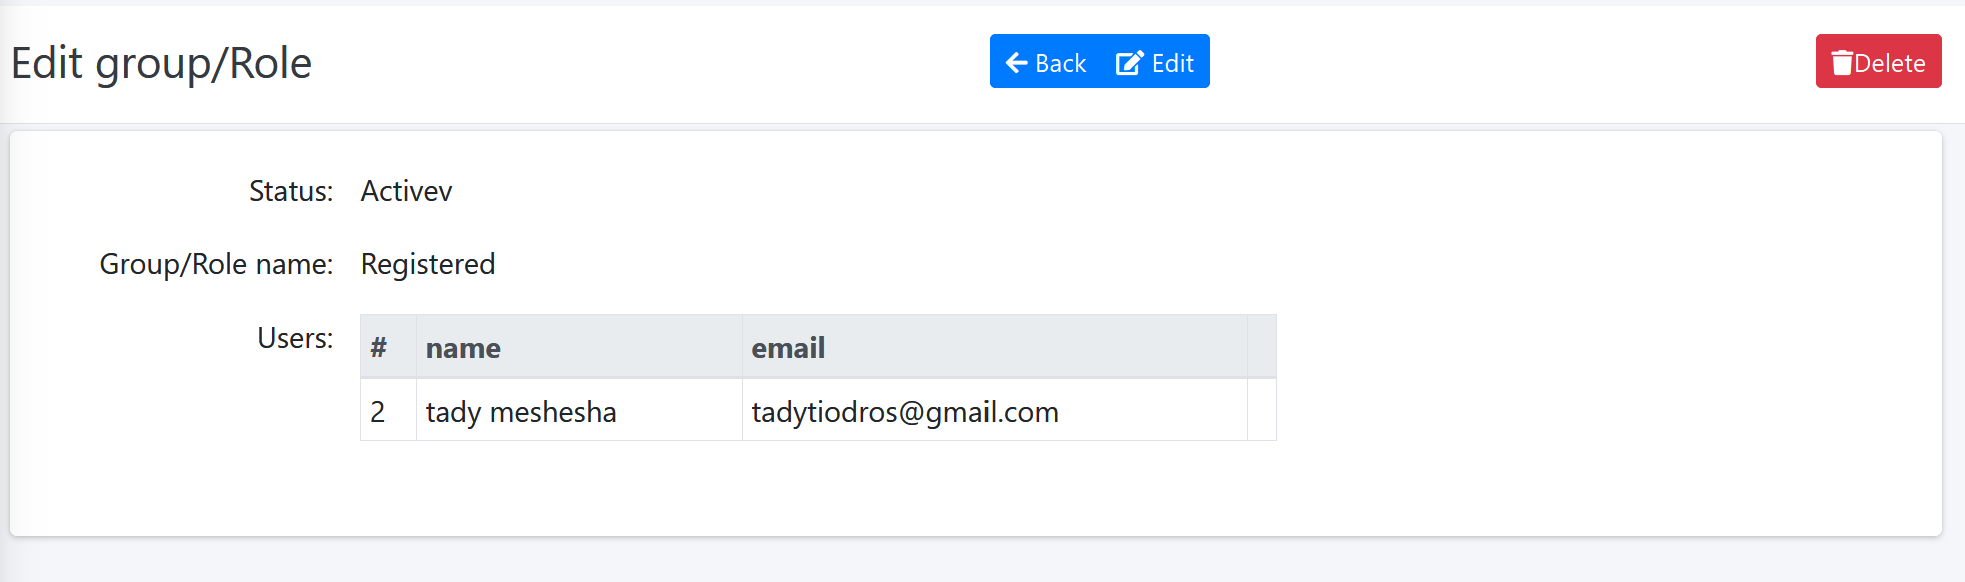 Edit group/Role
Back Edit
Delete
Status: Activev
Group/Role name: Registered
Users:
# name email
2 tady meshesha tadytiodros@gmail.com